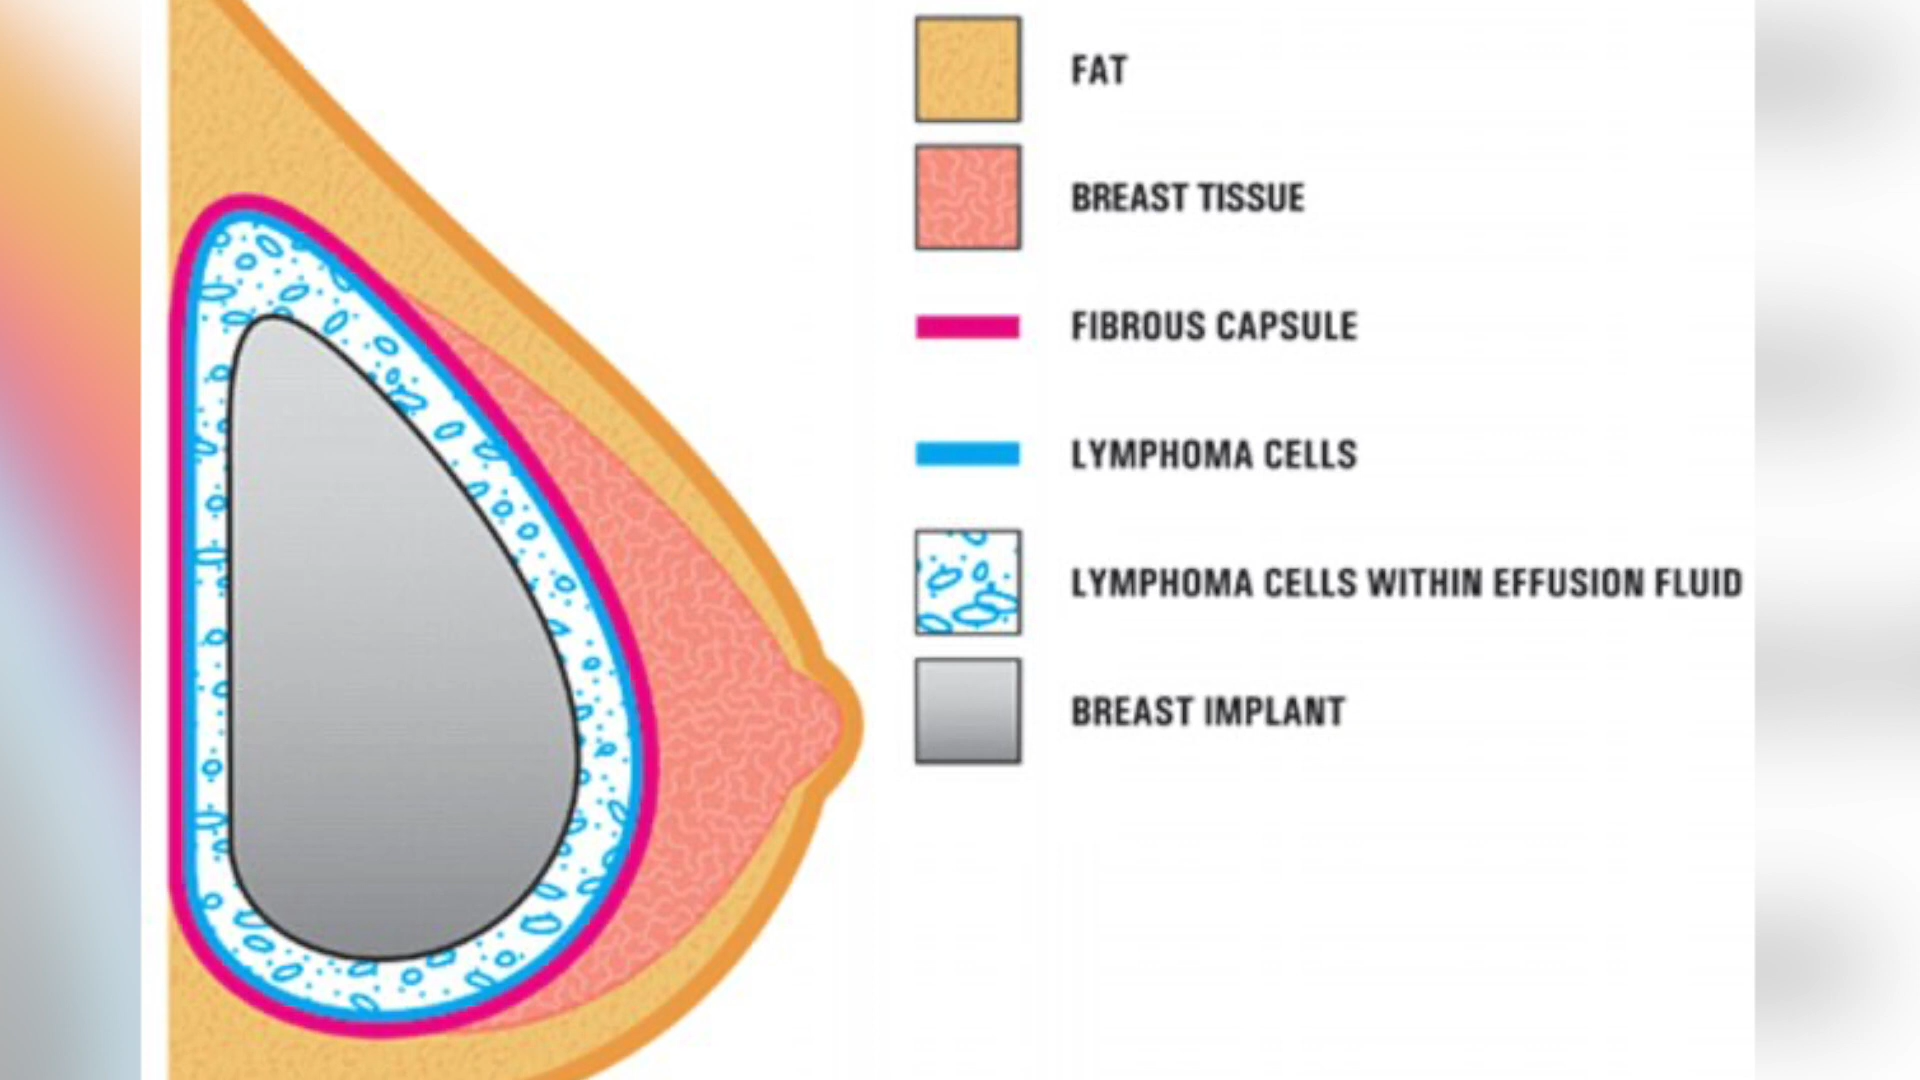 FAT
BREAST TISSUE
FIBROUS CAPSULE
LYMPHOMA CELLS
LYMPHOMA CELLS WITHIN EFFUSION FLUID
BREAST IMPLANT